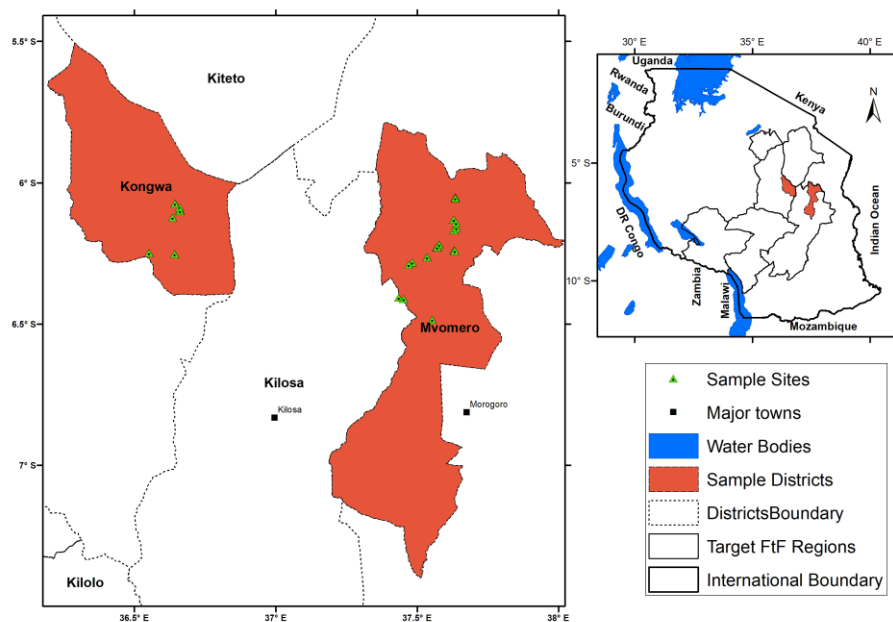 5.5° S
6° S
6.5° S
7° S
7.5° S
36.5° E
37° E
37.5° E
38° E
Kiteto
Kongwa
Mvomero
Kilosa
Kilosa
Morogoro
Kilolo
30° E
35° E
40° E
5° S
10° S
Uganda
Rwanda
Burundi
Kenya
N
DR Congo
Indian Ocean
Zambia
Malawi
Mozambique
Sample Sites
Major towns
Water Bodies
Sample Districts
DistrictsBoundary
Target FtF Regions
International Boundary